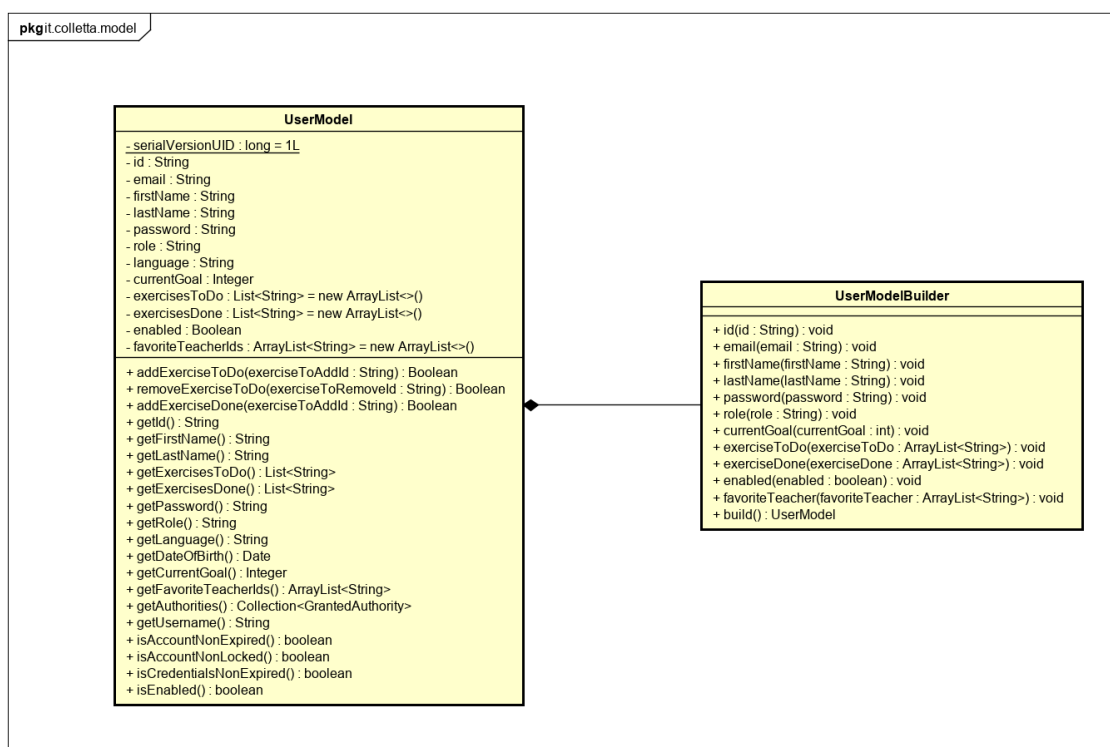 pkg it.colletta.model
UserModel
- serialVersionUID : long = 1L
- id : String
- email : String
- firstName : String
- lastName : String
- password : String
- role : String
- language : String
- currentGoal : Integer
- exercisesToDo : List<String> = new ArrayList<>()
- exercisesDone : List<String> = new ArrayList<>()
- enabled : Boolean
- favoriteTeacherIds : ArrayList<String> = new ArrayList<>()
+ addExerciseToDo(exerciseToAddId : String) : Boolean
+ removeExerciseToDo(exerciseToRemoveId : String) : Boolean
+ addExerciseDone(exerciseToAddId : String) : Boolean
+ getId() : String
+ getFirstName() : String
+ getLastName() : String
+ getExercisesToDo() : List<String>
+ getExercisesDone() : List<String>
+ getPassword() : String
+ getRole() : String
+ getLanguage() : String
+ getDateOfBirth() : Date
+ getCurrentGoal() : Integer
+ getFavoriteTeacherIds() : ArrayList<String>
+ getAuthorities() : Collection<GrantedAuthority>
+ getUsername() : String
+ isAccountNonExpired() : boolean
+ isAccountNonLocked() : boolean
+ isCredentialsNonExpired() : boolean
+ isEnabled() : boolean
UserModelBuilder
+ id(id : String) : void
+ email(email : String) : void
+ firstName(firstName : String) : void
+ lastName(lastName : String) : void
+ password(password : String) : void
+ role(role : String) : void
+ currentGoal(currentGoal : int) : void
+ exerciseToDo(exerciseToDo : ArrayList<String>) : void
+ exerciseDone(exerciseDone : ArrayList<String>) : void
+ enabled(enabled : boolean) : void
+ favoriteTeacher(favoriteTeacher : ArrayList<String>) : void
+ build() : UserModel